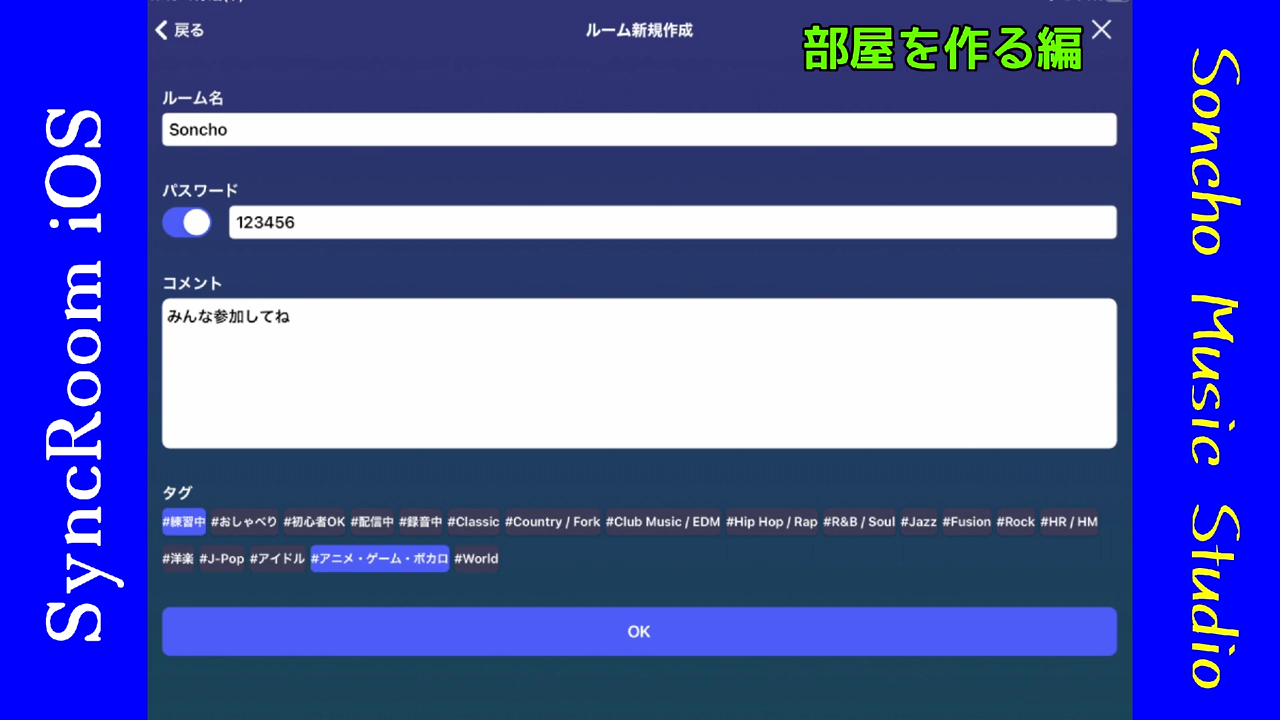 SyncRoom iOS
戻る
ルーム新規作成
部屋を作る編
ルーム名
Soncho
パスワード
123456
コメント
みんな参加してね
タグ
#練習中 #おしゃべり #初心者OK #配信中 #録音中 #Classic #Country / Fork #Club Music / EDM #Hip Hop / Rap #R&B / Soul #Jazz #Fusion #Rock #HR / HM
#洋楽 #J-Pop #アイドル #アニメ・ゲーム・ボカロ #World
OK
Soncho Music Studio